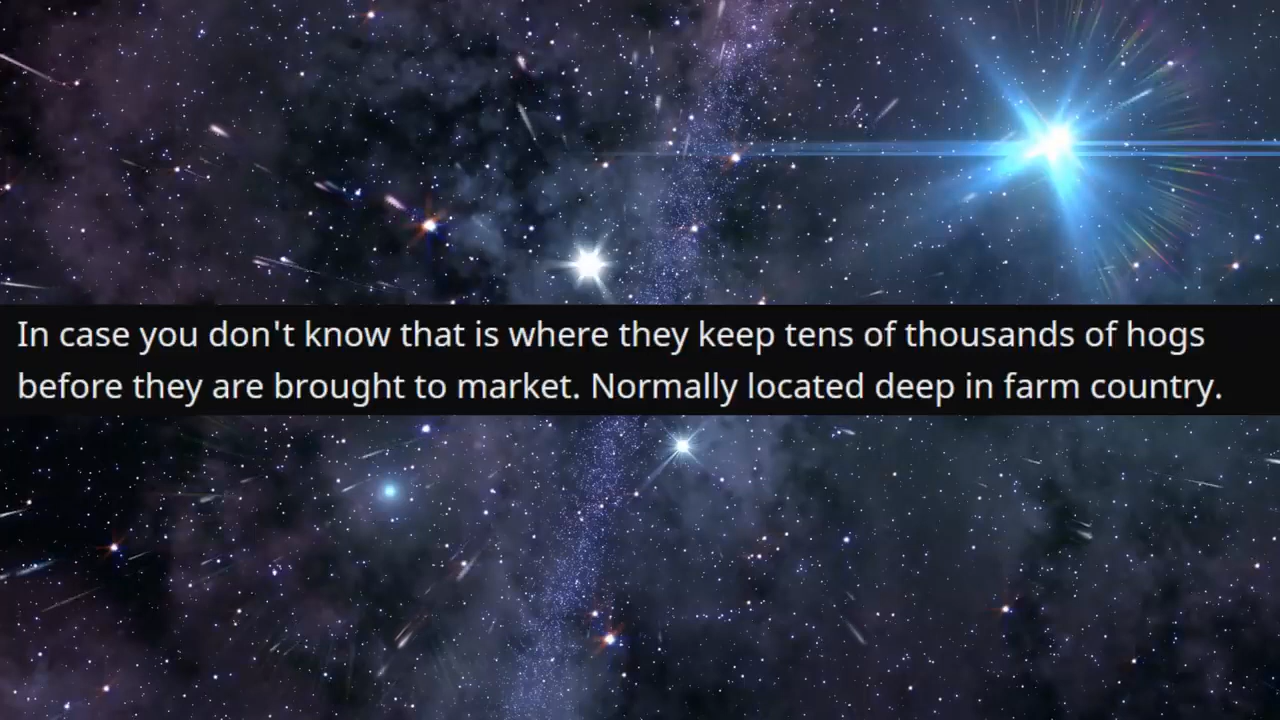 In case you don't know that is where they keep tens of thousands of hogs
before they are brought to market. Normally located deep in farm country.